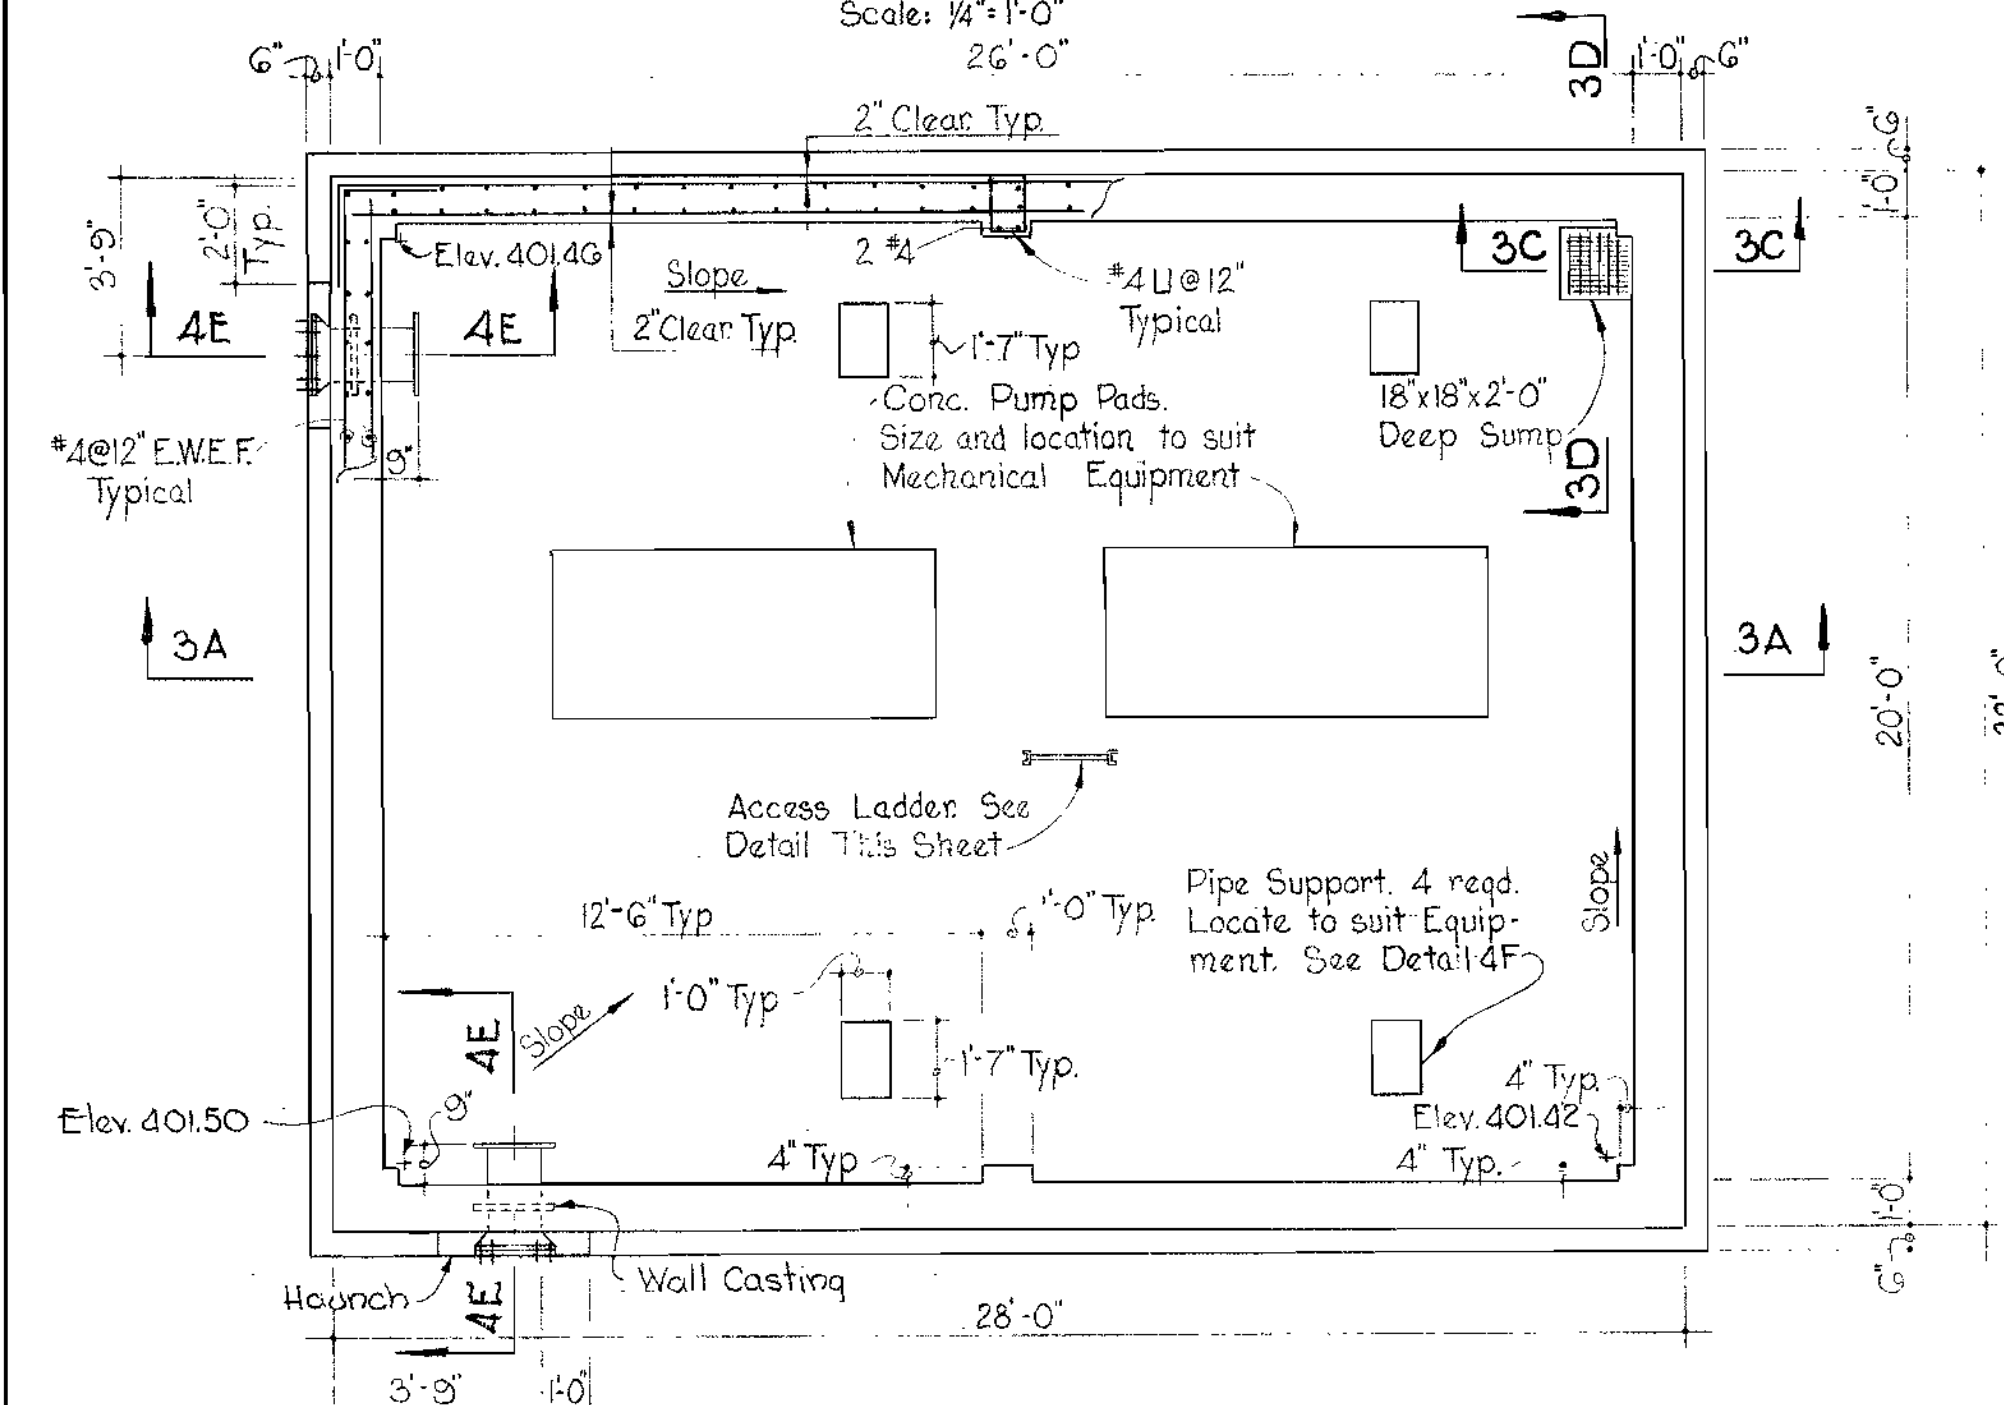 Scale: 1/4"=1'-0"
26'-0"
6" 1'-0"
3D
1'-0" 6"
2" Clear. Typ.
6"
1'-0"
3'-9"
2'-0"
Typ.
Elev. 401.46
2 #4
3C 3C
Slope
#4 ⊔ @ 12"
Typical
4E 4E
2" Clear. Typ.
1'-7" Typ
18"x18"x2'-0"
Deep Sump
Conc. Pump Pads.
Size and location to suit
Mechanical Equipment
#4@12" E.W.E.F.
Typical
9"
3D
3A 3A
20'-0"
Access Ladder. See
Detail This Sheet
Slope
Pipe Support. 4 reqd.
Locate to suit Equip-
ment. See Detail 4F
12'-6" Typ
1'-0" Typ.
1'-0" Typ
4E
Slope
1'-7" Typ.
4" Typ.
Elev. 401.42
Elev. 401.50
9"
4" Typ
4" Typ.
1'-0"
6"
Haunch
4E
Wall Casting
28'-0"
3'-9" 1'-0"